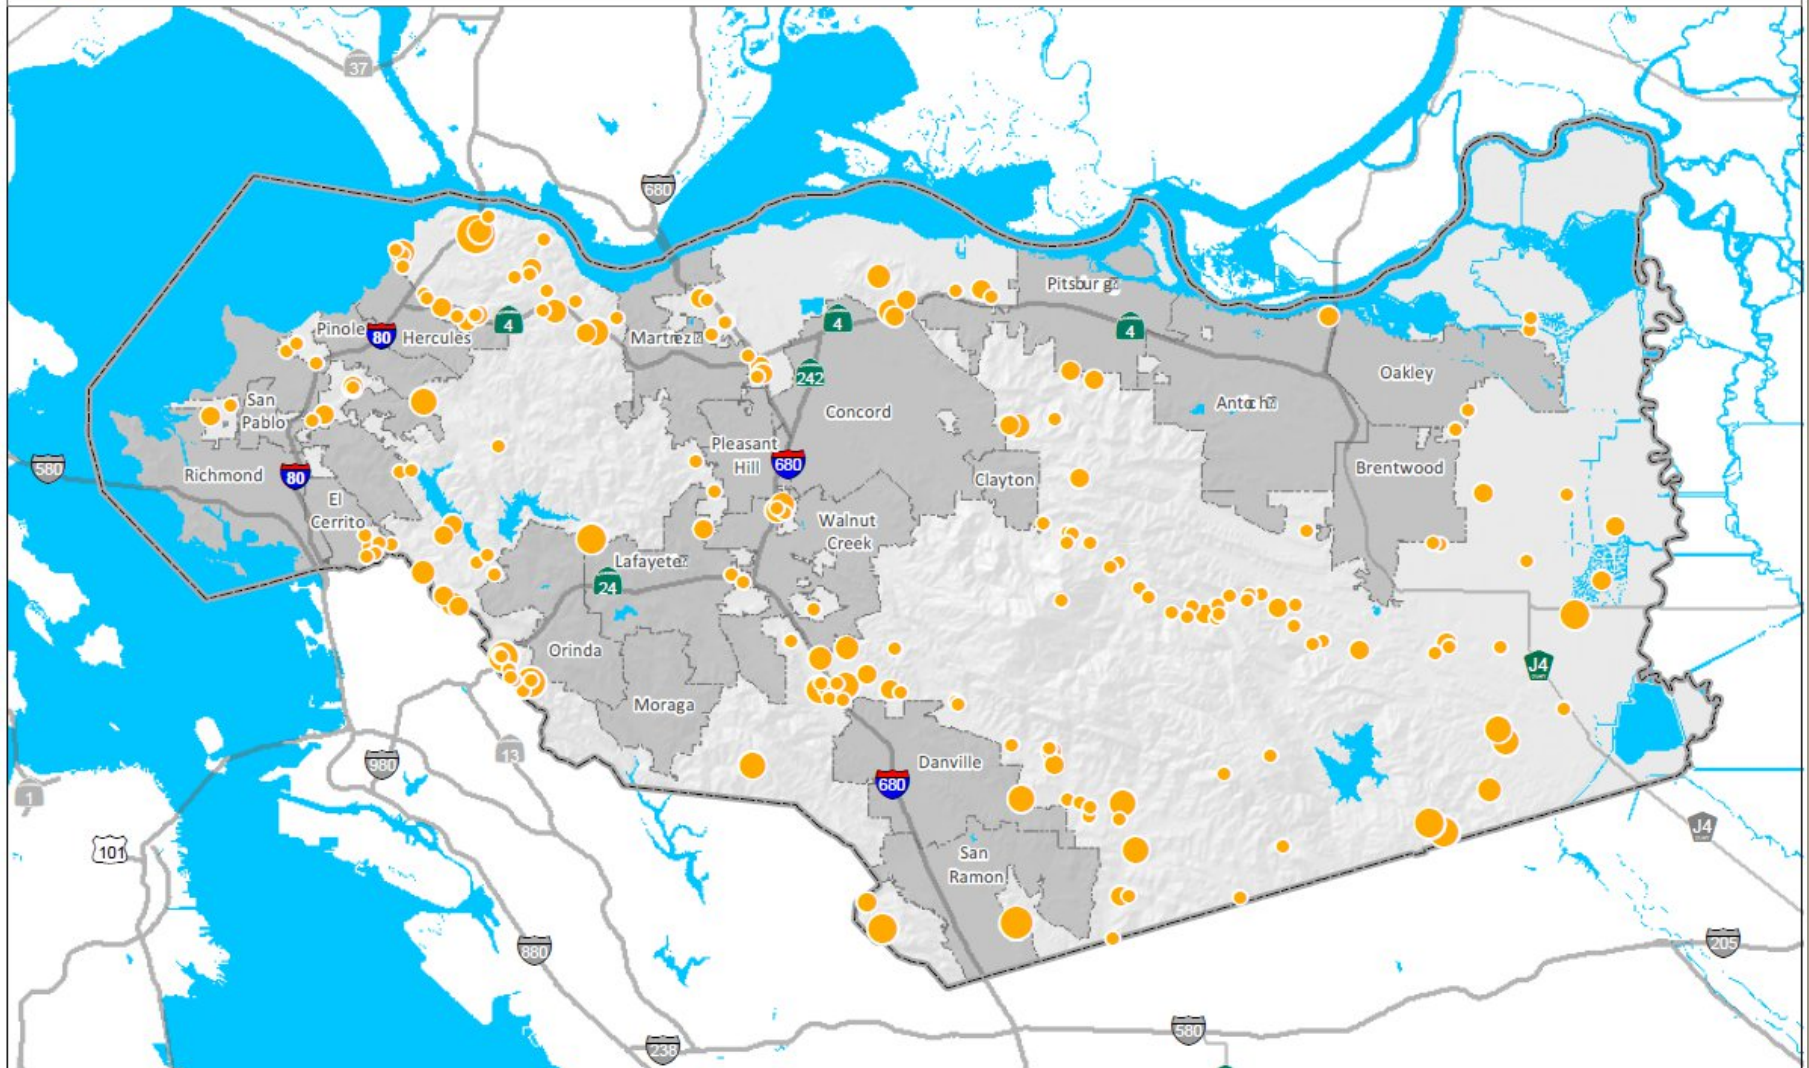 37
680
Pitsburg
4
4
4
Pinole
80
Hercules
Martinez
242
Oakley
San
Pablo
Concord
Antoch
Pleasant
Hill
680
580
Richmond
80
Clayton
Brentwood
El
Cerrito
Walnut
Creek
Lafayette
24
Orinda
J4
Moraga
13
980
Danville
680
1
J4
101
San
Ramon
880
205
580
238